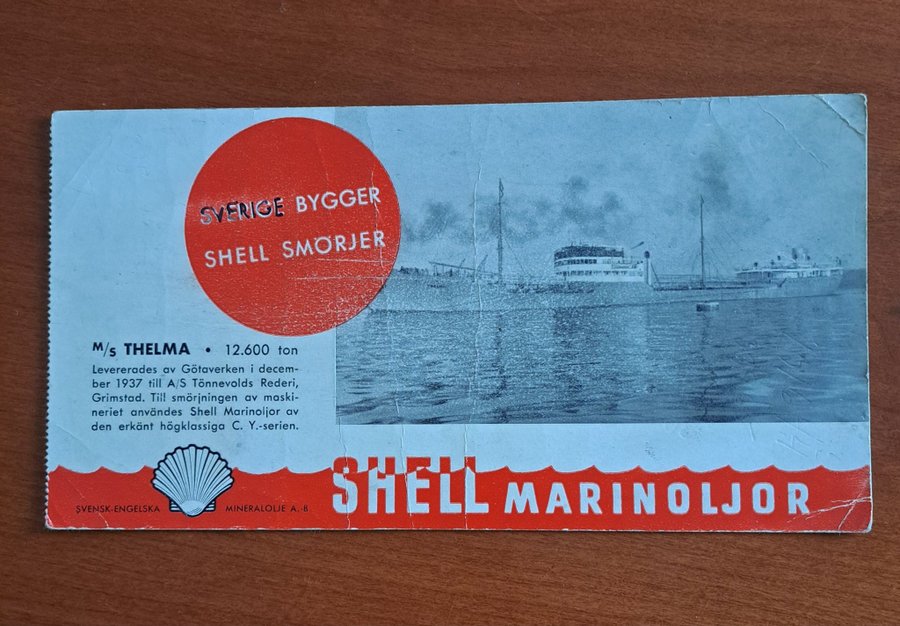 SVERIGE BYGGER
SHELL SMÖRJER
M/s THELMA • 12.600 ton
Levererades av Götaverken i decem-
ber 1937 till A/S Tönnevolds Rederi,
Grimstad. Till smörjningen av maski-
neriet användes Shell Marinoljor av
den erkänt högklassiga C. Y.-serien.
SHELL MARINOLJOR
SVENSK-ENGELSKA MINERALOLJE A.-B